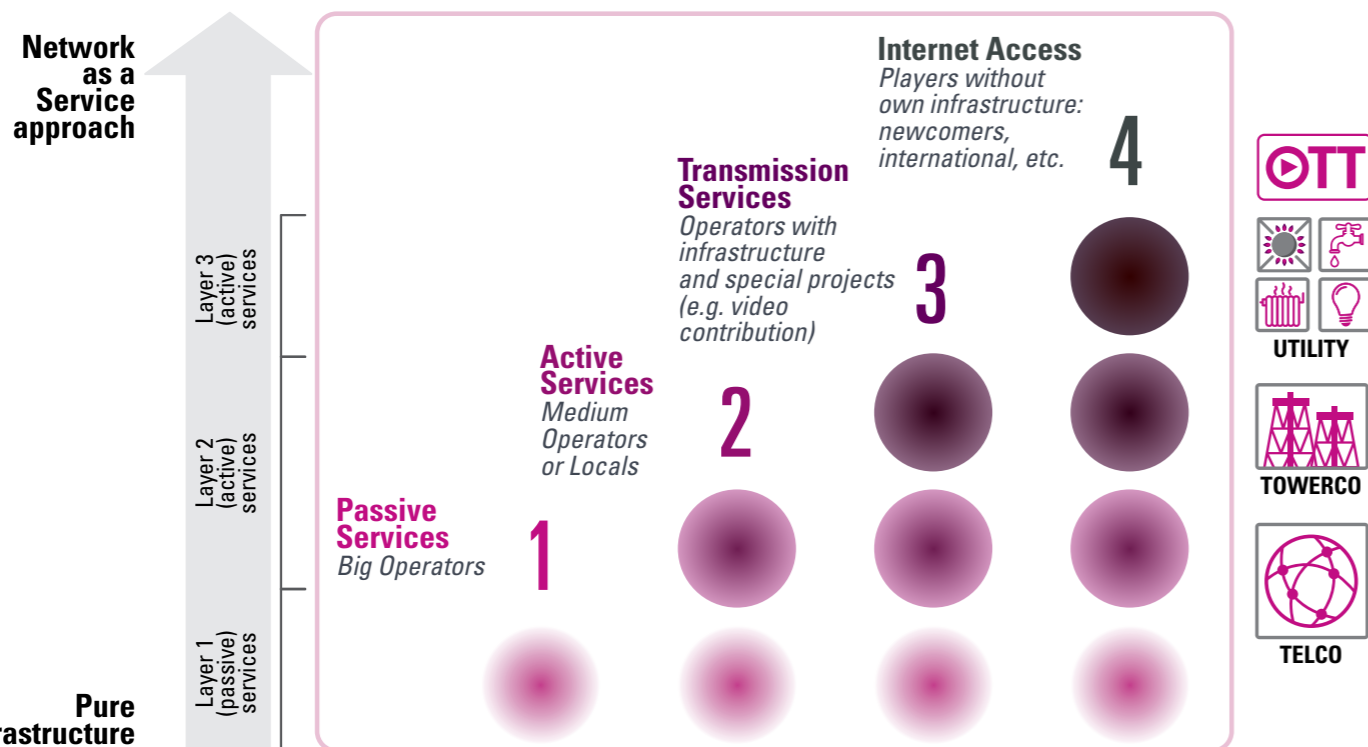 Network
as a
Service
approach
Internet Access
Players without
own infrastructure:
newcomers,
international, etc.
4
Transmission
Services
Operators with
infrastructure
and special projects
(e.g. video
contribution)
3
Active
Services
Medium
Operators
or Locals
2
Passive
Services
Big Operators
1
Layer 3
(active)
services
Layer 2
(active)
services
Layer 1
(passive)
services
Pure
rastructure
OTT
UTILITY
TOWERCO
TELCO